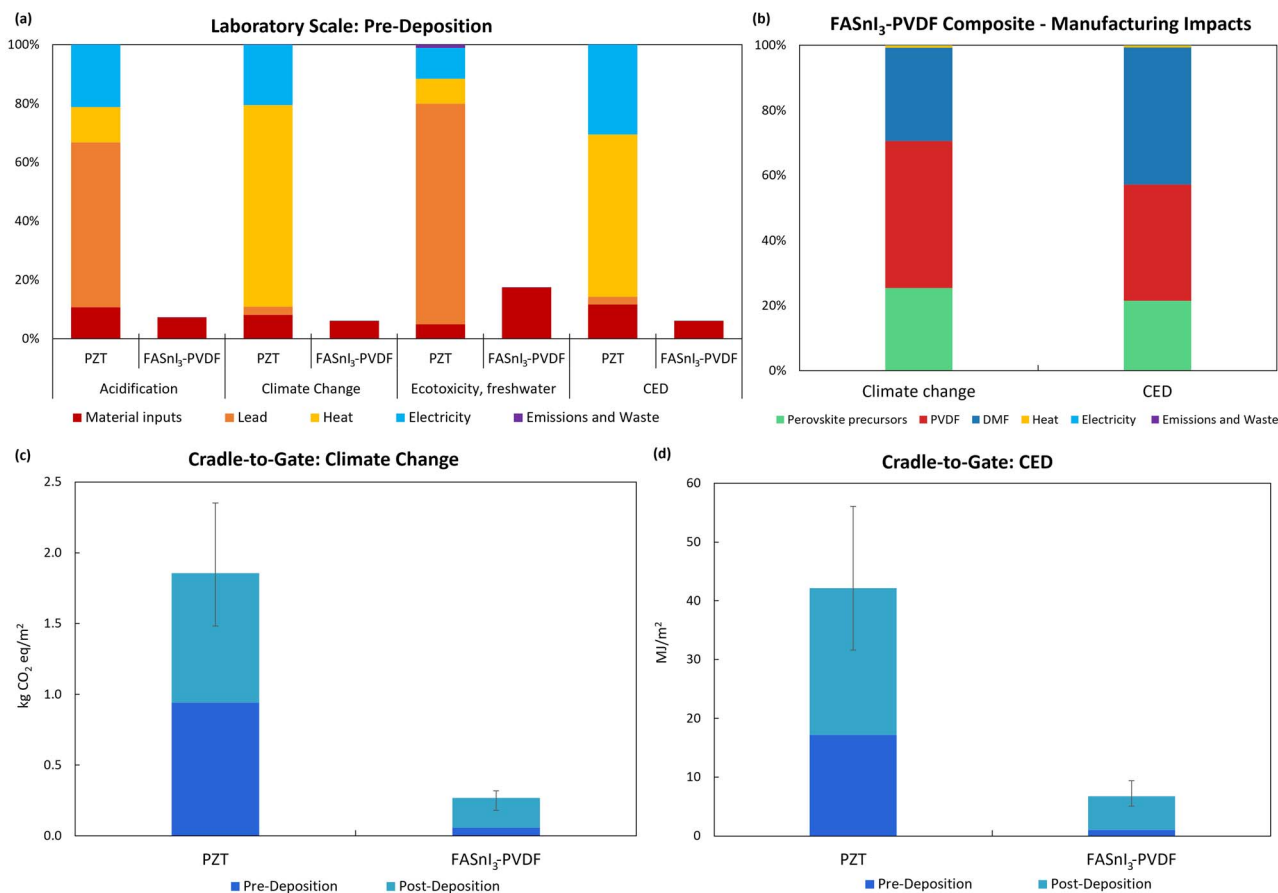 (a)
Laboratory Scale: Pre-Deposition
100%
80%
60%
40%
20%
0%
PZT FASnI₃-PVDF PZT FASnI₃-PVDF PZT FASnI₃-PVDF PZT FASnI₃-PVDF
Acidification Climate Change Ecotoxicity, freshwater CED
Material inputs Lead Heat Electricity Emissions and Waste
(b)
FASnI₃-PVDF Composite - Manufacturing Impacts
100%
80%
60%
40%
20%
0%
Climate change CED
Perovskite precursors PVDF DMF Heat Electricity Emissions and Waste
(c)
Cradle-to-Gate: Climate Change
kg CO₂ eq/m²
2.5
2.0
1.5
1.0
0.5
0.0
PZT FASnI₃-PVDF
Pre-Deposition Post-Deposition
(d)
Cradle-to-Gate: CED
MJ/m²
60
50
40
30
20
10
0
PZT FASnI₃-PVDF
Pre-Deposition Post-Deposition